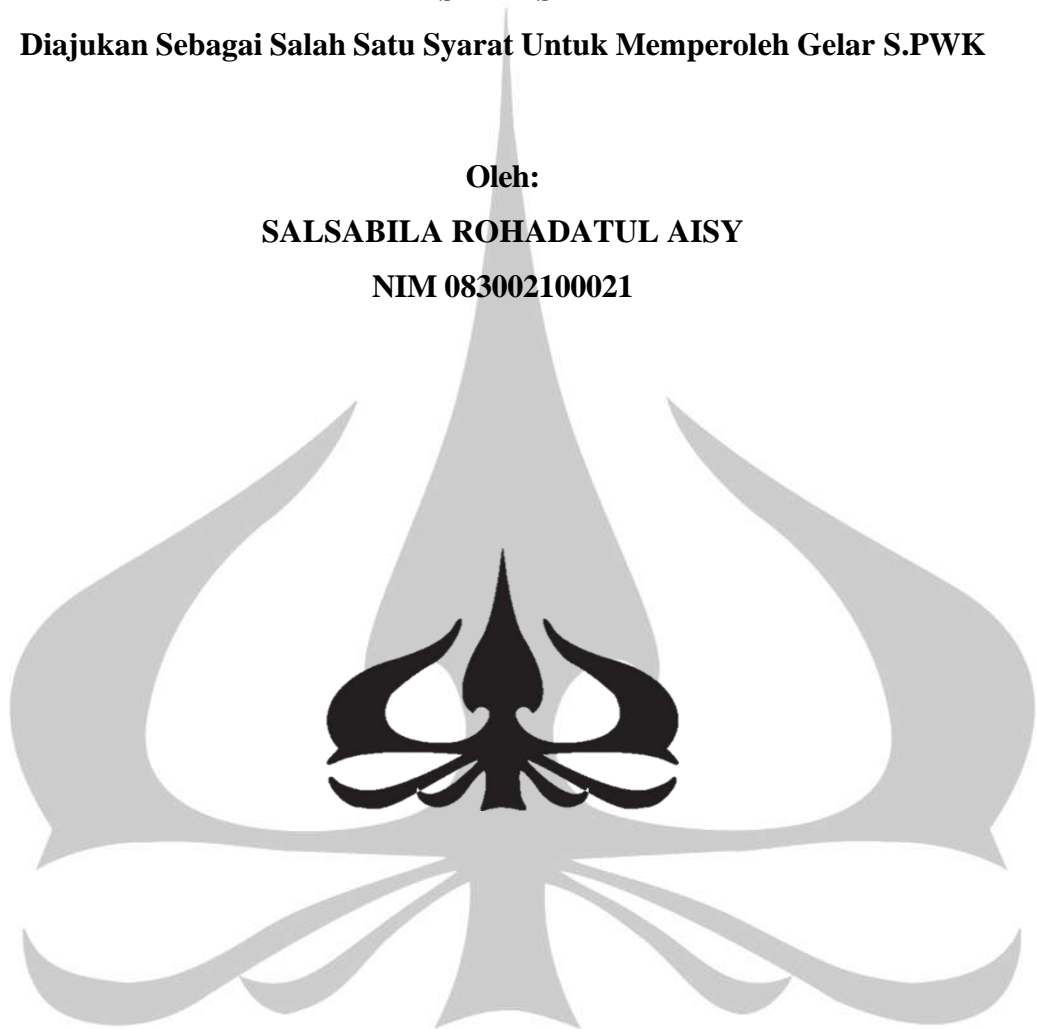 Diajukan Sebagai Salah Satu Syarat Untuk Memperoleh Gelar S.PWK
Oleh:
SALSABILA ROHADATUL AISY
NIM 083002100021